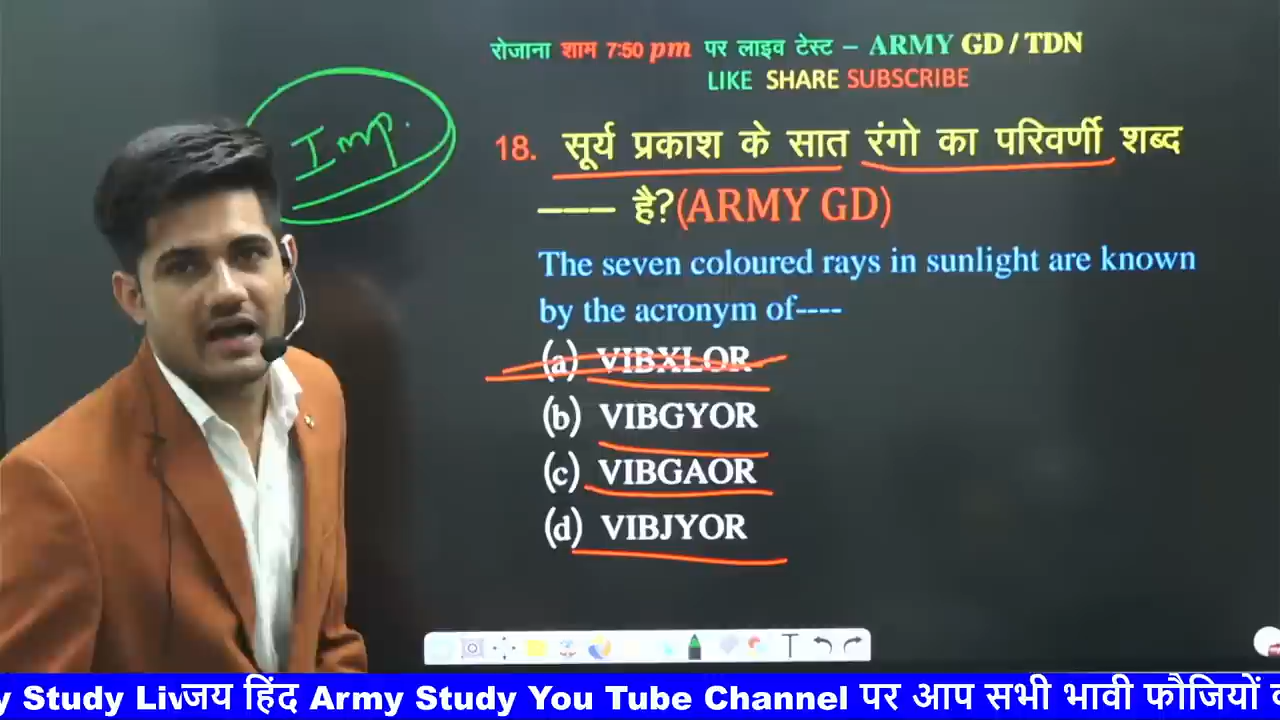 रोजाना शाम 7:50 pm पर लाइव टेस्ट – ARMY GD / TDN
LIKE SHARE SUBSCRIBE
Imp.
18. सूर्य प्रकाश के सात रंगो का परिवर्णी शब्द
––– है?(ARMY GD)
The seven coloured rays in sunlight are known
by the acronym of----
(a) VIBXLOR
(b) VIBGYOR
(c) VIBGAOR
(d) VIBJYOR
T
y Study Liv जय हिंद Army Study You Tube Channel पर आप सभी भावी फौजियों